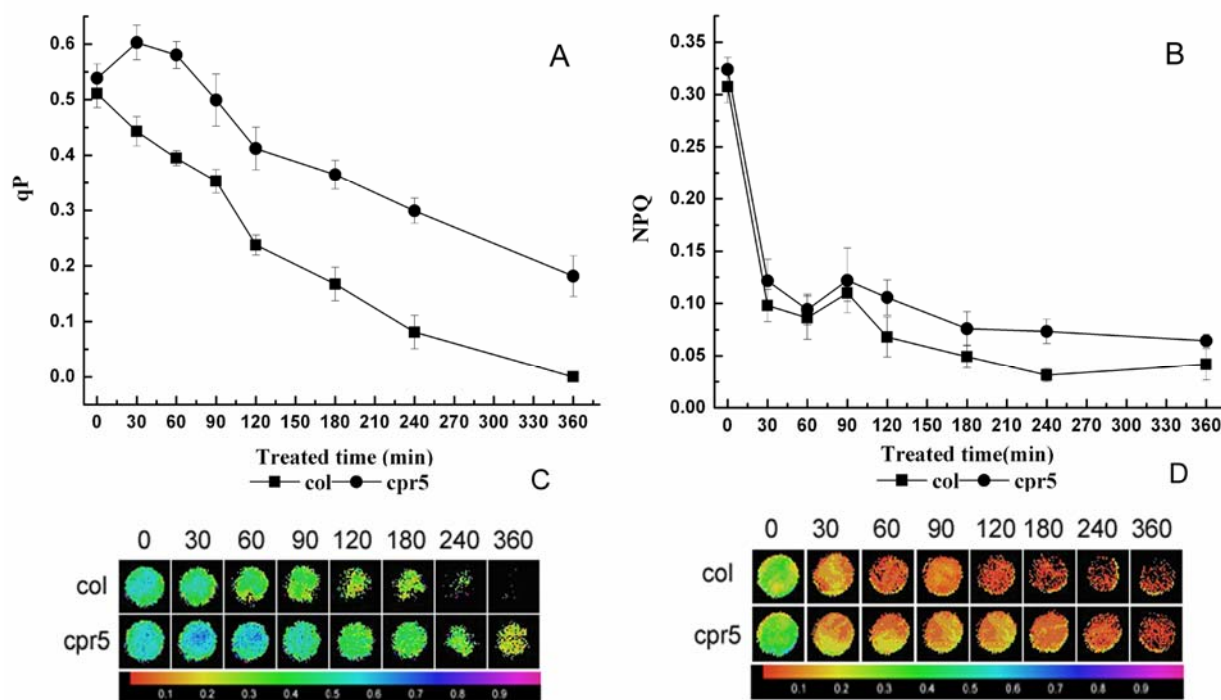 A
0.6
0.5
0.4
0.3
0.2
0.1
0.0
qP
0 30 60 90 120 150 180 210 240 270 300 330 360
Treated time (min)
col cpr5
B
0.35
0.30
0.25
0.20
0.15
0.10
0.05
0.00
NPQ
0 30 60 90 120 150 180 210 240 270 300 330 360
Treated time(min)
col cpr5
C
0 30 60 90 120 180 240 360
col
cpr5
0.1 0.2 0.3 0.4 0.5 0.6 0.7 0.8 0.9
D
0 30 60 90 120 180 240 360
col
cpr5
0.1 0.2 0.3 0.4 0.5 0.6 0.7 0.8 0.9